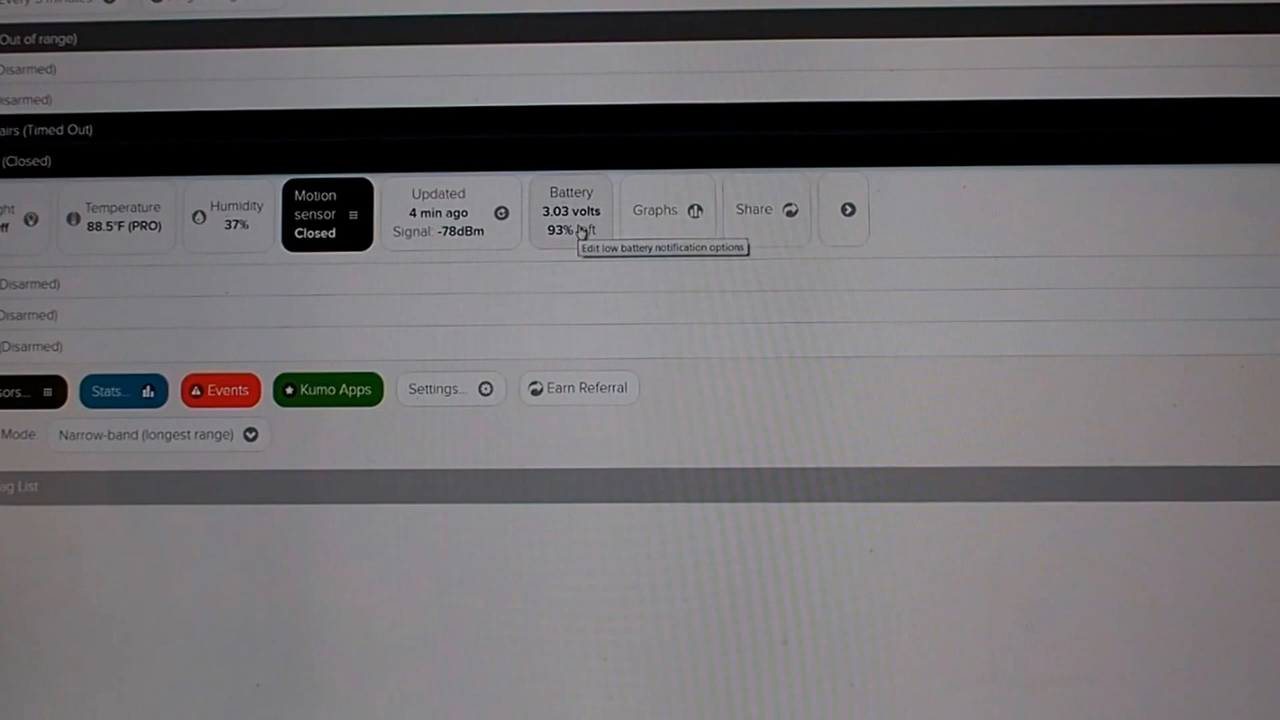 Out of range)
Disarmed)
isarmed)
airs (Timed Out)
(Closed)
Temperature
88.5°F (PRO)
Humidity
37%
Motion
sensor
Closed
Updated
4 min ago
Signal: -78dBm
Battery
3.03 volts
93% left
Graphs
Share
Edit low battery notification options
Disarmed)
Disarmed)
(Disarmed)
sors...
Stats...
Events
Kumo Apps
Settings...
Earn Referral
Mode:
Narrow-band (longest range)
ag List